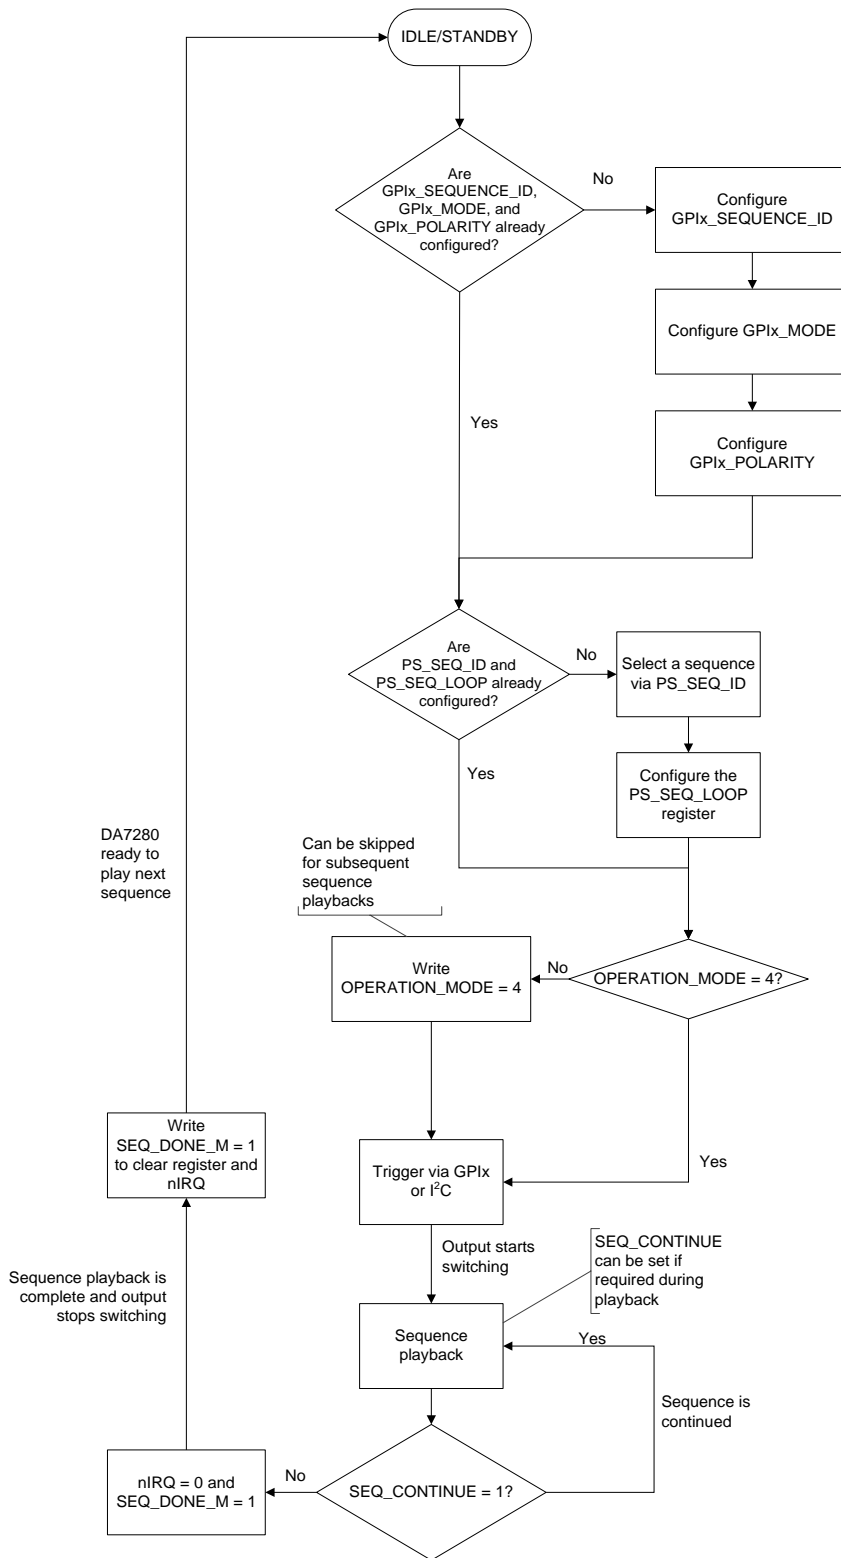 IDLE/STANDBY
Are
GPIx_SEQUENCE_ID,
GPIx_MODE, and
GPIx_POLARITY already
configured?
No
Configure
GPIx_SEQUENCE_ID
Configure GPIx_MODE
Yes
Configure
GPIx_POLARITY
Are
PS_SEQ_ID and
PS_SEQ_LOOP already
configured?
No
Select a sequence
via PS_SEQ_ID
Yes
Configure the
PS_SEQ_LOOP
register
DA7280
ready to
play next
sequence
Can be skipped
for subsequent
sequence
playbacks
Write
OPERATION_MODE = 4
No
OPERATION_MODE = 4?
Write
SEQ_DONE_M = 1
to clear register and
nIRQ
Trigger via GPIx
or I²C
Yes
Output starts
switching
SEQ_CONTINUE
can be set if
required during
playback
Sequence playback is
complete and output
stops switching
Sequence
playback
Yes
Sequence is
continued
nIRQ = 0 and
SEQ_DONE_M = 1
No
SEQ_CONTINUE = 1?